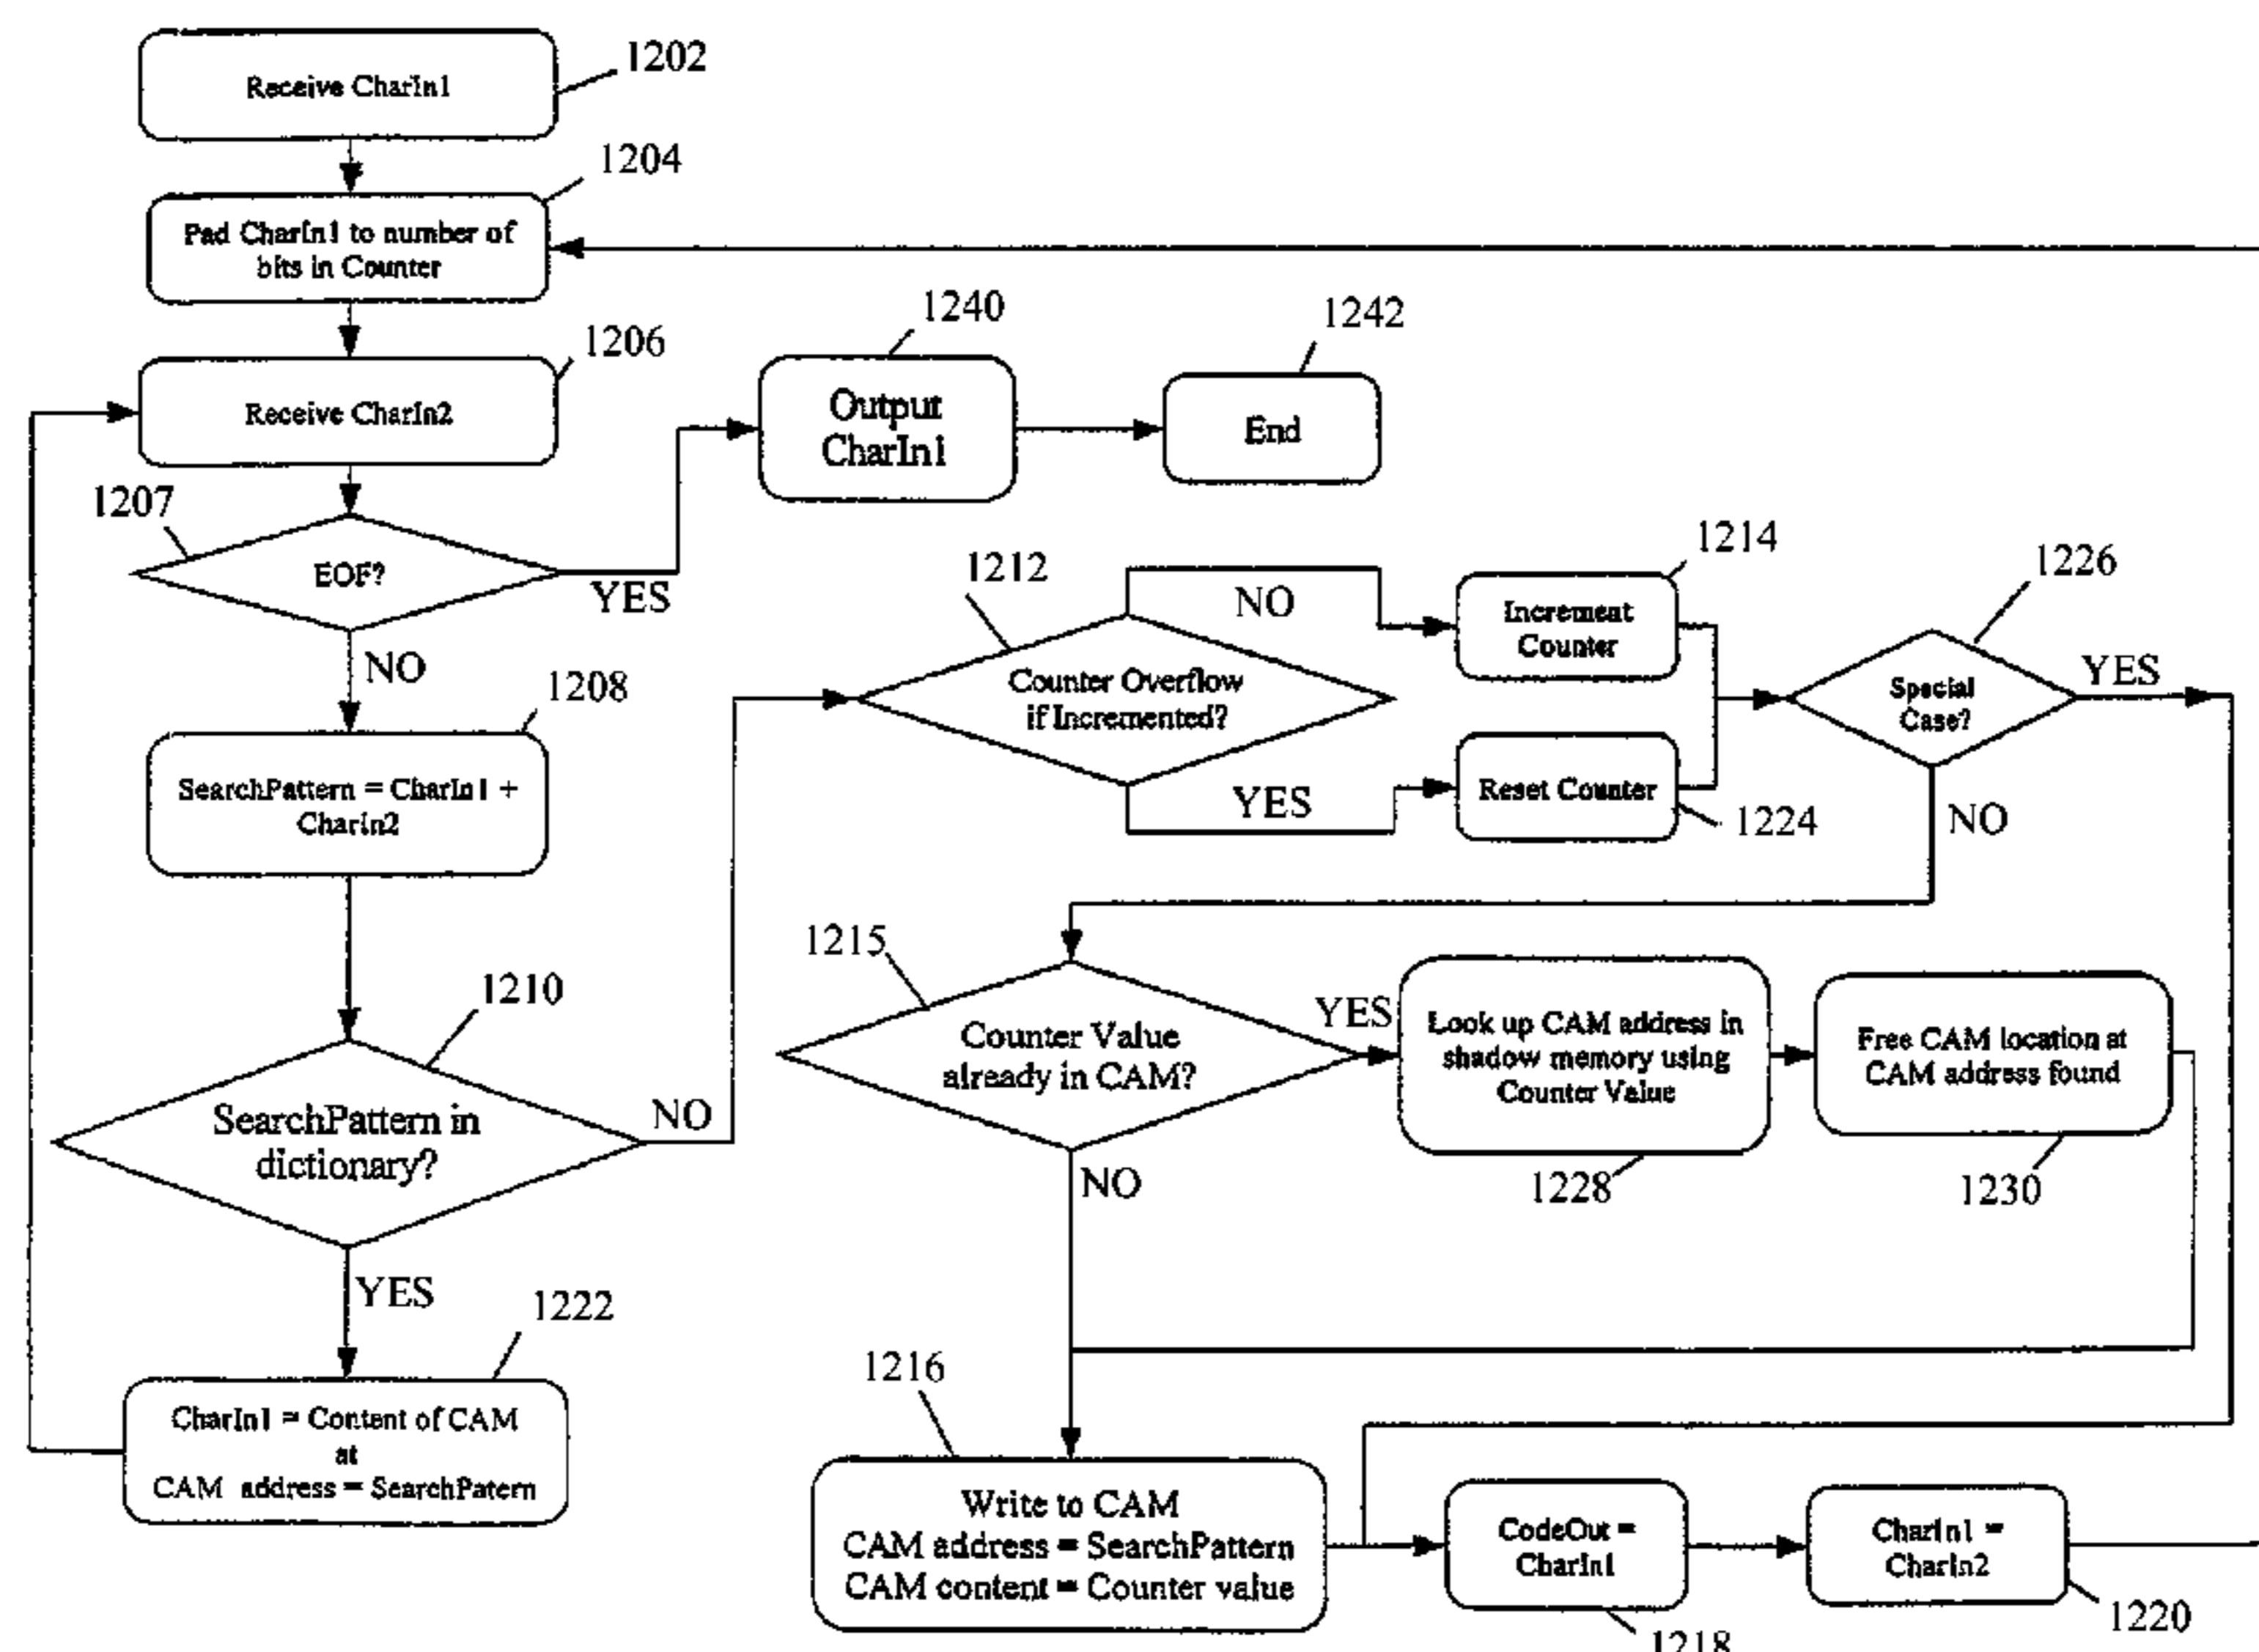 Receive CharIn1
1202
1204
Pad CharIn1 to number of
bits in Counter
1206
Receive CharIn2
1240
Output
CharIn1
1242
End
1207
EOF?
YES
NO
1208
SearchPattern = CharIn1 +
CharIn2
1210
SearchPattern in
dictionary?
NO
YES
1222
CharIn1 = Content of CAM
at
CAM address = SearchPatern
1212
Counter Overflow
if Incremented?
NO
YES
1214
Increment
Counter
Reset Counter
1224
1226
Special
Case?
YES
NO
1215
Counter Value
already in CAM?
YES
NO
Look up CAM address in
shadow memory using
Counter Value
1228
Free CAM location at
CAM address found
1230
1216
Write to CAM
CAM address = SearchPattern
CAM content = Counter value
CodeOut =
CharIn1
1218
CharIn1 =
CharIn2
1220